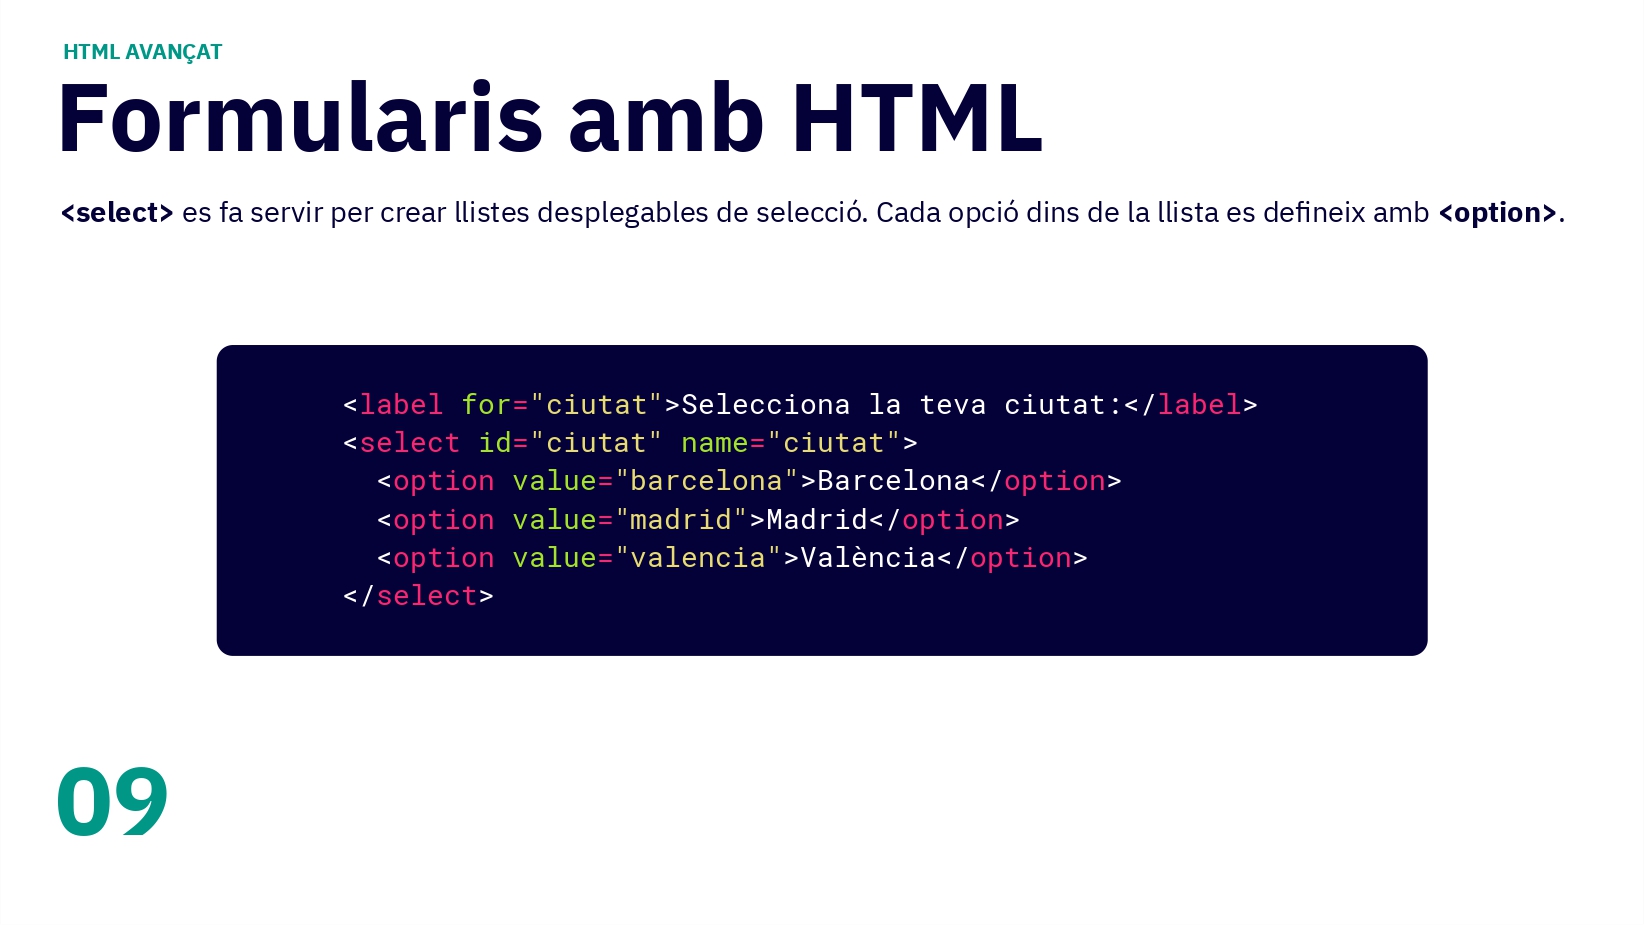 HTML AVANÇAT
Formularis amb HTML
<select> es fa servir per crear llistes desplegables de selecció. Cada opció dins de la llista es defineix amb <option>.
<label for="ciutat">Selecciona la teva ciutat:</label>
<select id="ciutat" name="ciutat">
  <option value="barcelona">Barcelona</option>
  <option value="madrid">Madrid</option>
  <option value="valencia">València</option>
</select>
09